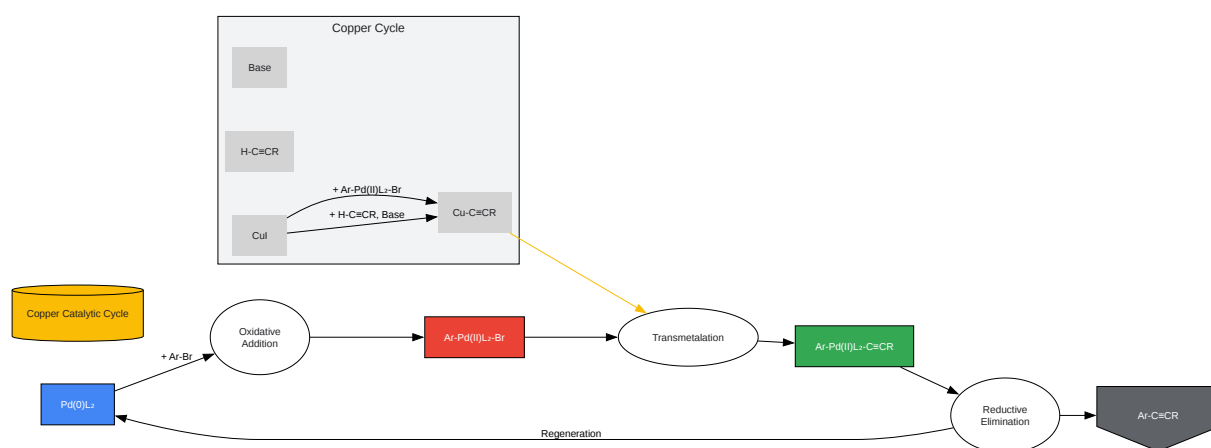 Copper Cycle
Base
H-C≡CR
+ Ar-Pd(II)L₂-Br
+ H-C≡CR, Base
Cu-C≡CR
CuI
Copper Catalytic Cycle
Oxidative
Addition
Ar-Pd(II)L₂-Br
Transmetalation
Ar-Pd(II)L₂-C≡CR
+ Ar-Br
Pd(0)L₂
Reductive
Elimination
Ar-C≡CR
Regeneration